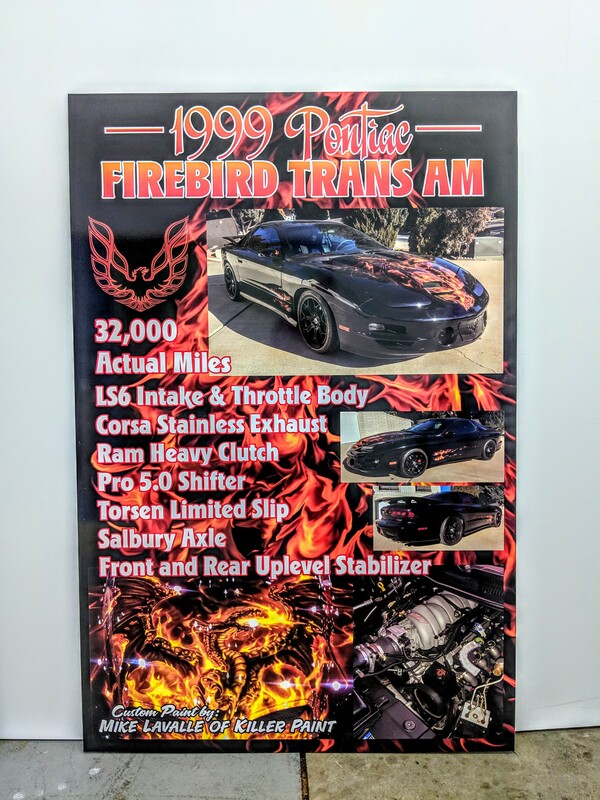 1999 Pontiac
FIREBIRD TRANS AM
32,000
Actual Miles
LS6 Intake & Throttle Body
Corsa Stainless Exhaust
Ram Heavy Clutch
Pro 5.0 Shifter
Torsen Limited Slip
Salbury Axle
Front and Rear Uplevel Stabilizer
Custom Paint by:
MIKE LAVALLE OF KILLER PAINT